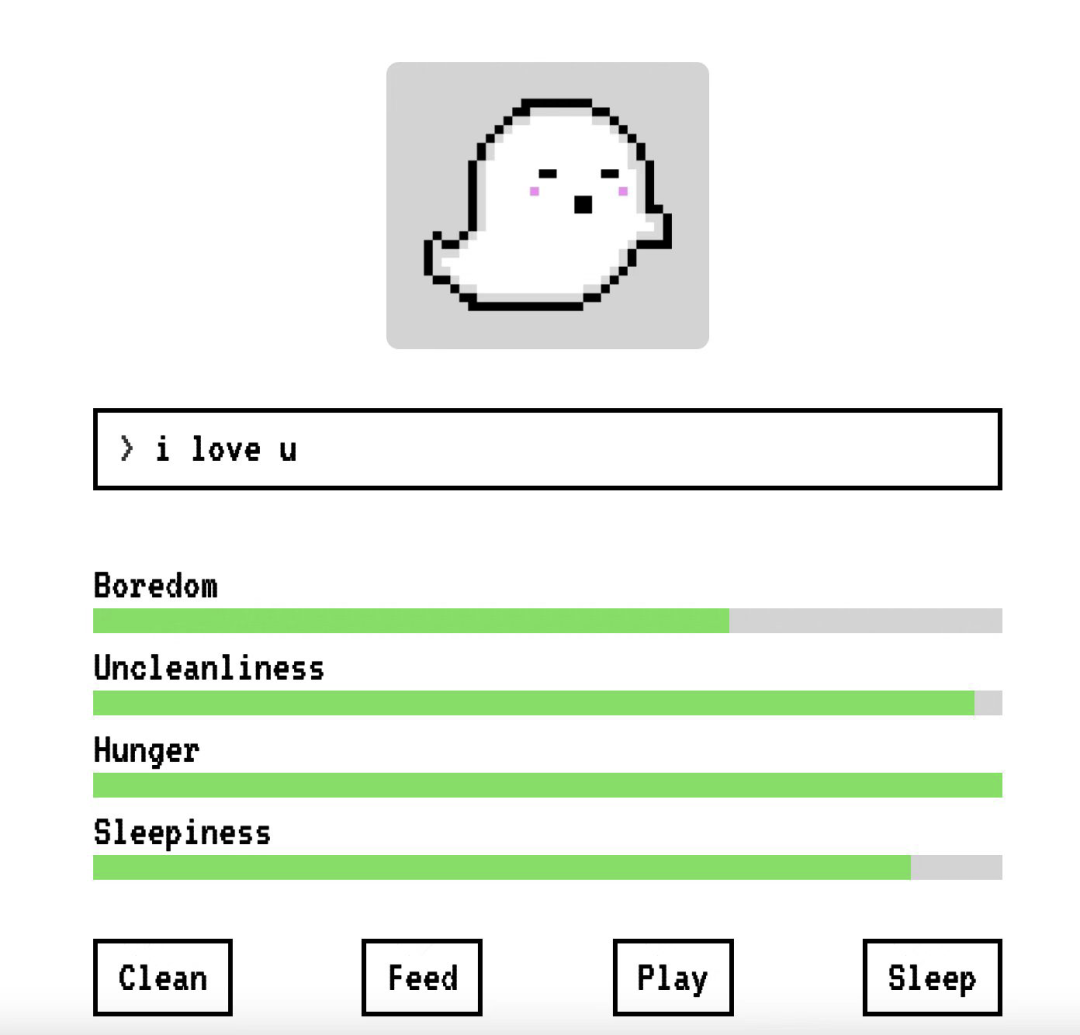 ❯ i love u
Boredom
Uncleanliness
Hunger
Sleepiness
Clean Feed Play Sleep